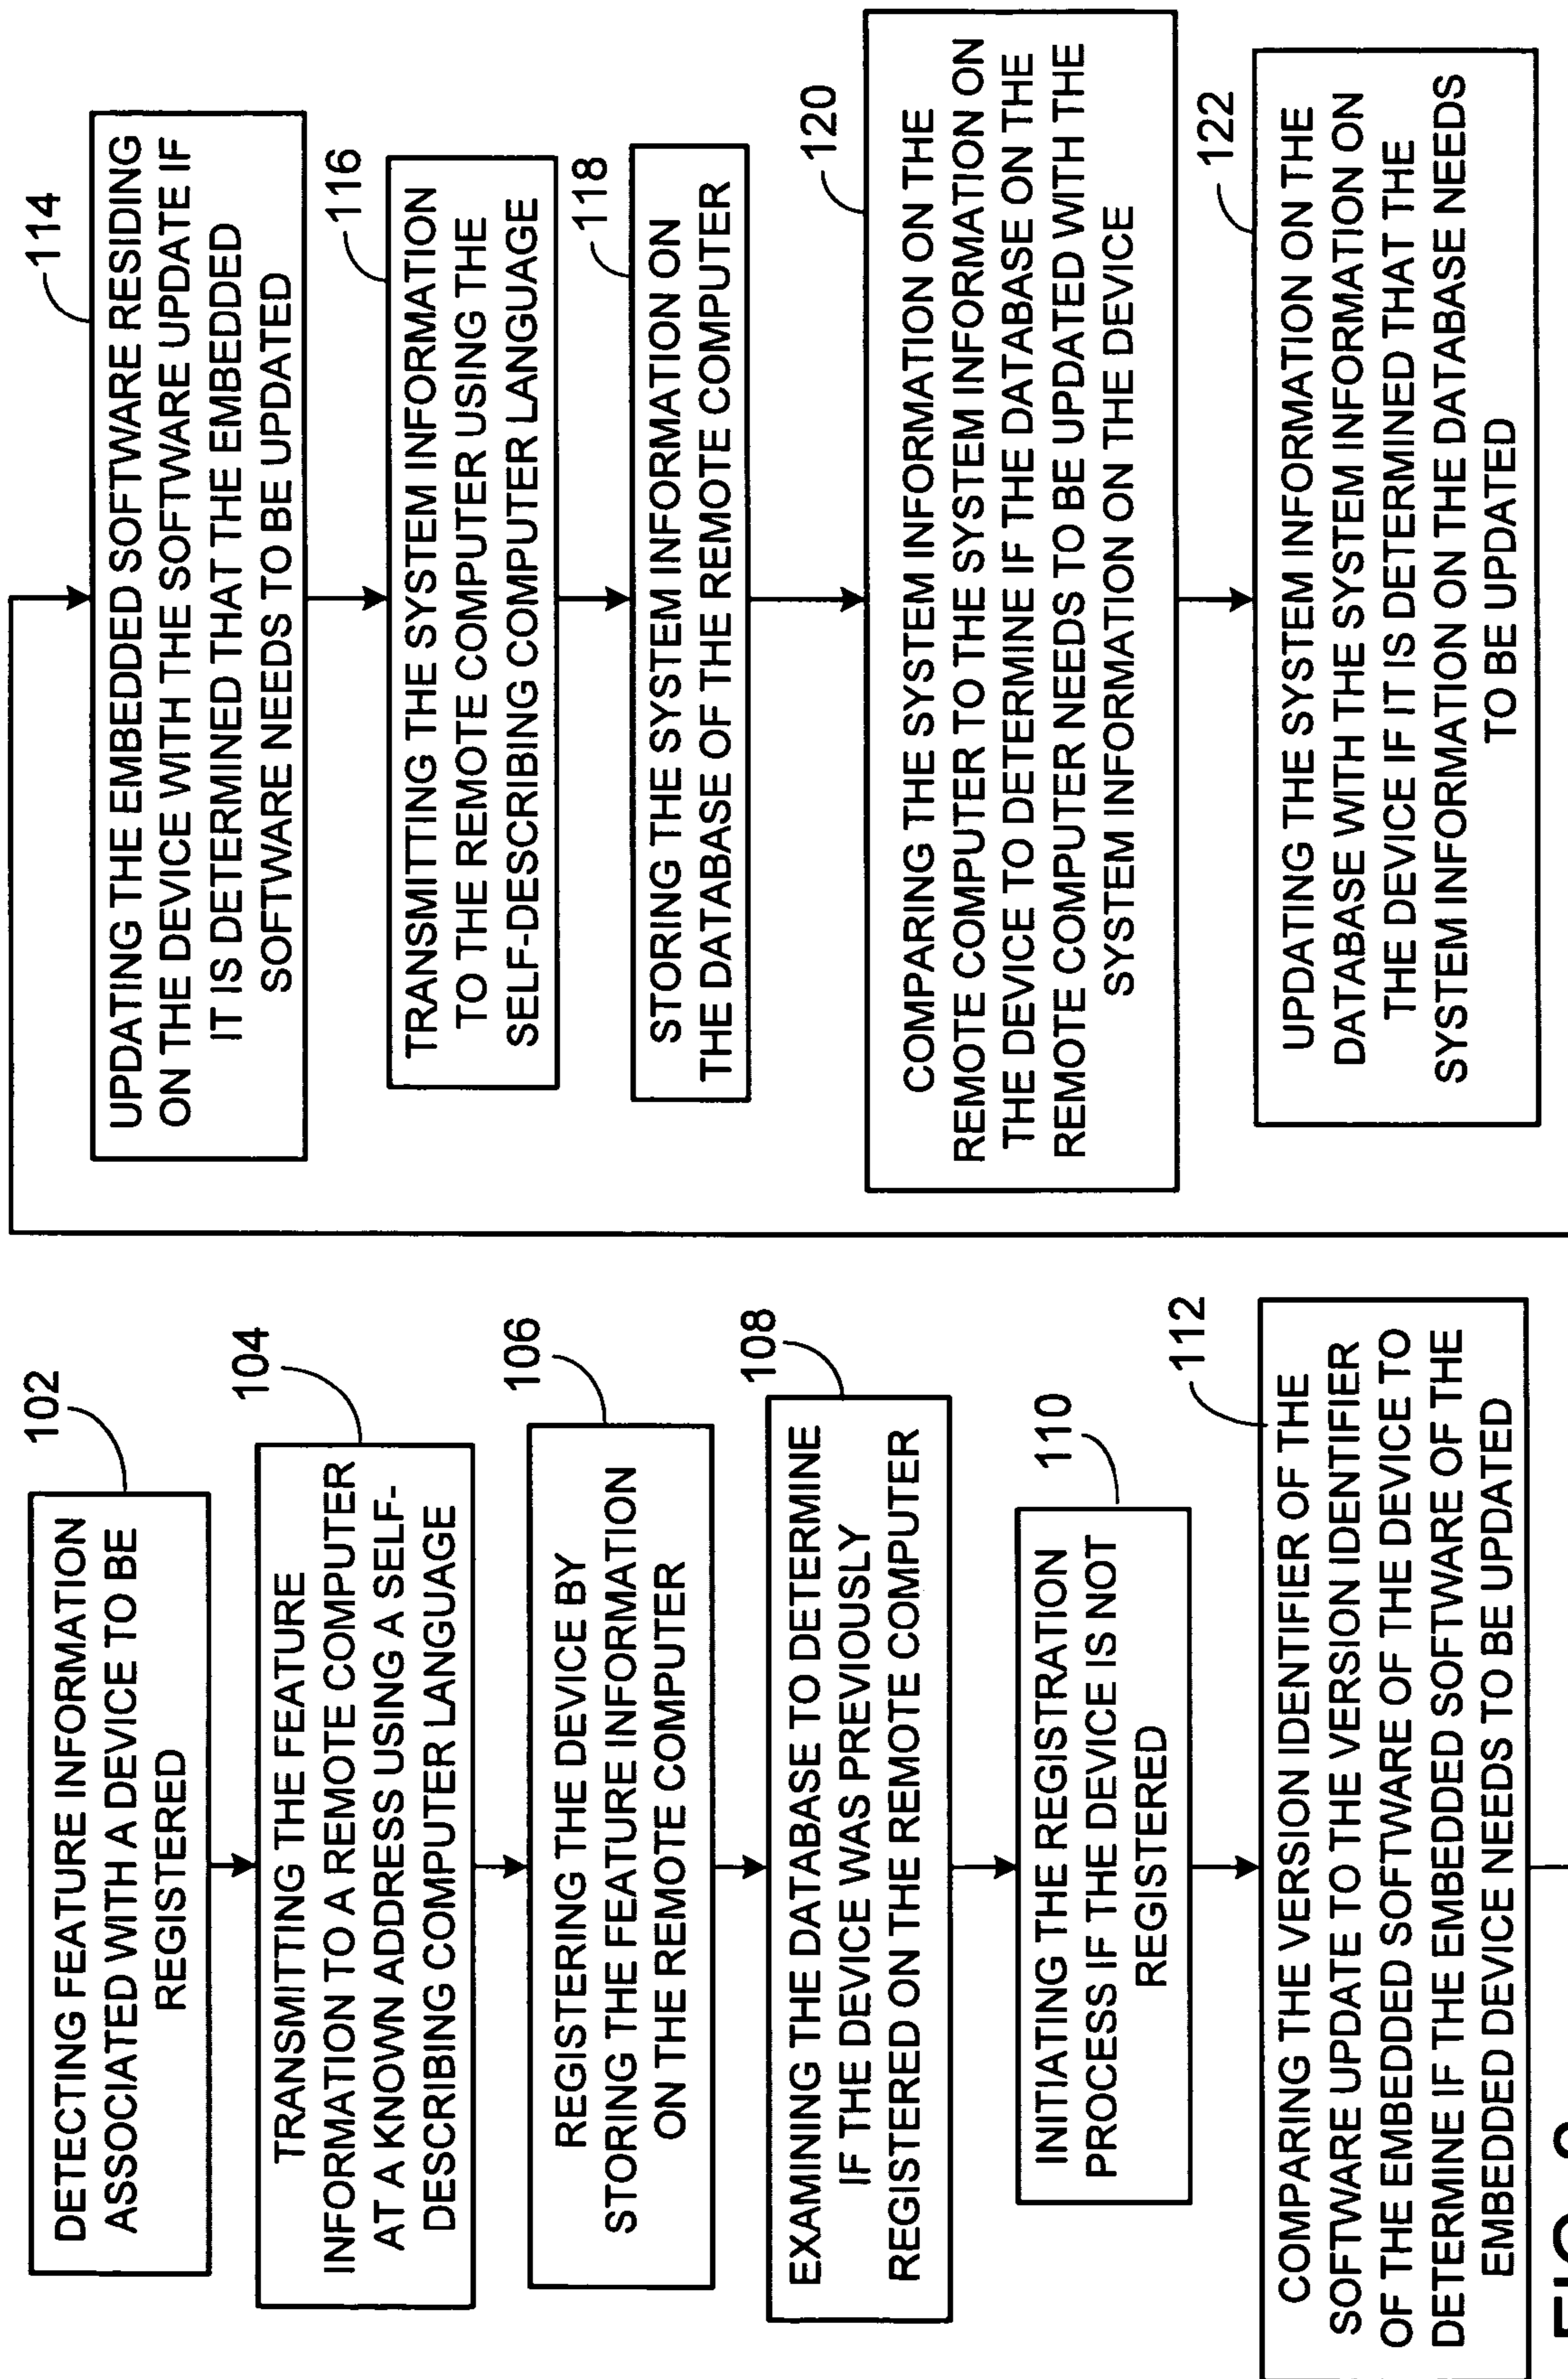 102
DETECTING FEATURE INFORMATION
ASSOCIATED WITH A DEVICE TO BE
REGISTERED
104
TRANSMITTING THE FEATURE
INFORMATION TO A REMOTE COMPUTER
AT A KNOWN ADDRESS USING A SELF-
DESCRIBING COMPUTER LANGUAGE
106
REGISTERING THE DEVICE BY
STORING THE FEATURE INFORMATION
ON THE REMOTE COMPUTER
108
EXAMINING THE DATABASE TO DETERMINE
IF THE DEVICE WAS PREVIOUSLY
REGISTERED ON THE REMOTE COMPUTER
110
INITIATING THE REGISTRATION
PROCESS IF THE DEVICE IS NOT
REGISTERED
112
COMPARING THE VERSION IDENTIFIER OF THE
SOFTWARE UPDATE TO THE VERSION IDENTIFIER
OF THE EMBEDDED SOFTWARE OF THE DEVICE TO
DETERMINE IF THE EMBEDDED SOFTWARE OF THE
EMBEDDED DEVICE NEEDS TO BE UPDATED
114
UPDATING THE EMBEDDED SOFTWARE RESIDING
ON THE DEVICE WITH THE SOFTWARE UPDATE IF
IT IS DETERMINED THAT THE EMBEDDED
SOFTWARE NEEDS TO BE UPDATED
116
TRANSMITTING THE SYSTEM INFORMATION
TO THE REMOTE COMPUTER USING THE
SELF-DESCRIBING COMPUTER LANGUAGE
118
STORING THE SYSTEM INFORMATION ON
THE DATABASE OF THE REMOTE COMPUTER
120
COMPARING THE SYSTEM INFORMATION ON THE
REMOTE COMPUTER TO THE SYSTEM INFORMATION ON
THE DEVICE TO DETERMINE IF THE DATABASE ON THE
REMOTE COMPUTER NEEDS TO BE UPDATED WITH THE
SYSTEM INFORMATION ON THE DEVICE
122
UPDATING THE SYSTEM INFORMATION ON THE
DATABASE WITH THE SYSTEM INFORMATION ON
THE DEVICE IF IT IS DETERMINED THAT THE
SYSTEM INFORMATION ON THE DATABASE NEEDS
TO BE UPDATED
FIG.